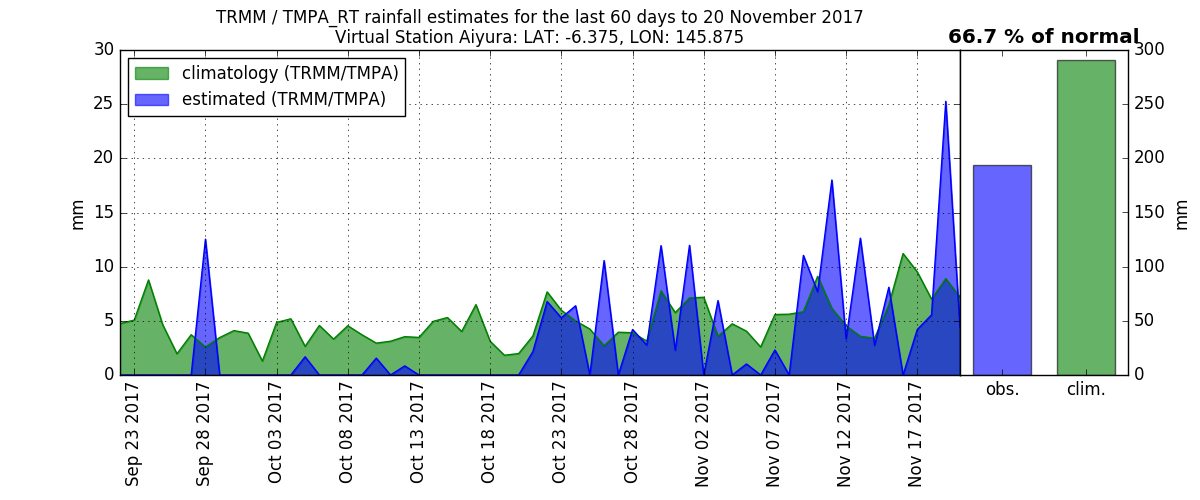 TRMM / TMPA_RT rainfall estimates for the last 60 days to 20 November 2017
Virtual Station Aiyura: LAT: -6.375, LON: 145.875
66.7 % of normal
climatology (TRMM/TMPA)
estimated (TRMM/TMPA)
30
25
20
15
10
5
0
mm
Sep 23 2017
Sep 28 2017
Oct 03 2017
Oct 08 2017
Oct 13 2017
Oct 18 2017
Oct 23 2017
Oct 28 2017
Nov 02 2017
Nov 07 2017
Nov 12 2017
Nov 17 2017
obs.
clim.
300
250
200
150
100
50
0
mm